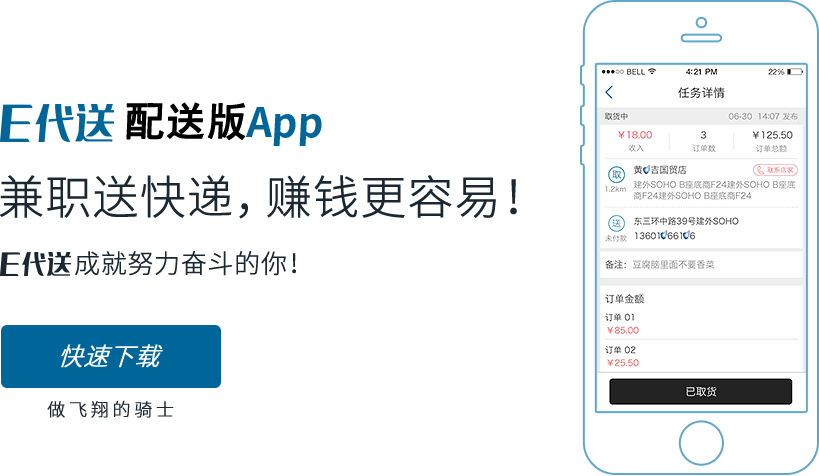 E代送 配送版App
兼职送快递，赚钱更容易！
E代送成就努力奋斗的你！
快速下载
做飞翔的骑士
BELL 4:21 PM 22%
任务详情
取货中 06-30 14:07 发布
￥18.00 3 ￥125.50
收入 订单数 订单总额
取 黄 吉国贸店 联系店家
1.2km 建外SOHO B座底商F24建外SOHO B座底
商F24建外SOHO B座底商F24
送 东三环中路39号建外SOHO
未付款 13601 661 6
备注： 豆腐脑里面不要香菜
订单金额
订单 01
￥85.00
订单 02
￥25.50
已取货